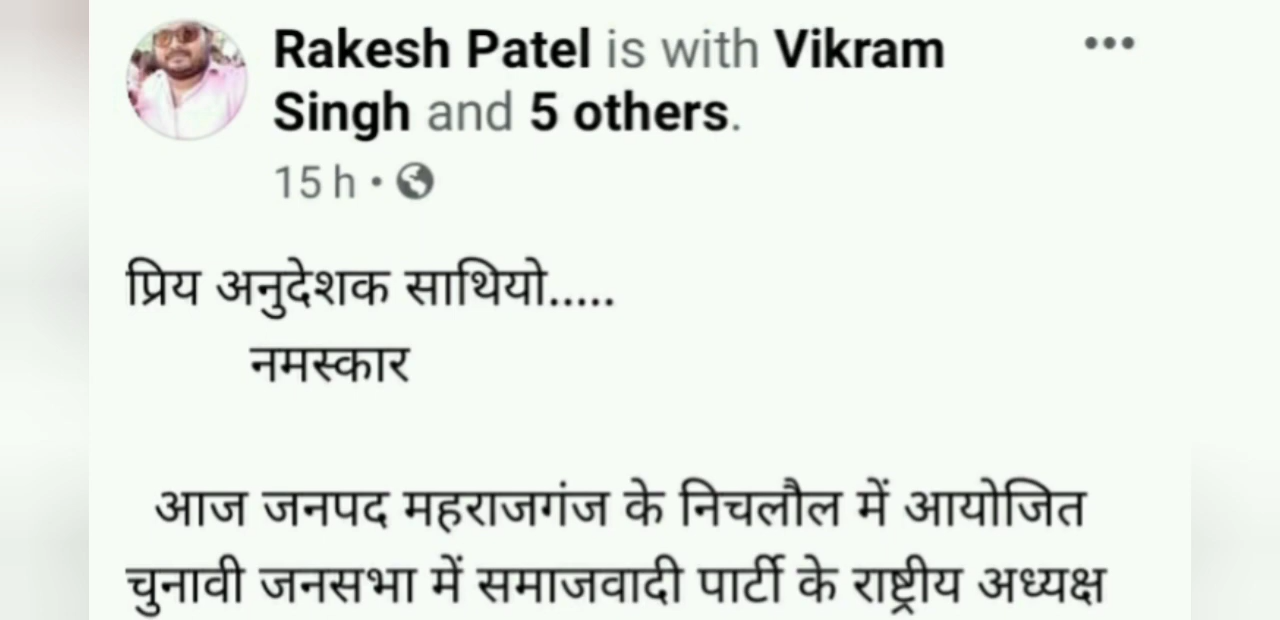 Rakesh Patel is with Vikram
Singh and 5 others.
15 h •
प्रिय अनुदेशक साथियो.....
नमस्कार
आज जनपद महराजगंज के निचलौल में आयोजित
चुनावी जनसभा में समाजवादी पार्टी के राष्ट्रीय अध्यक्ष